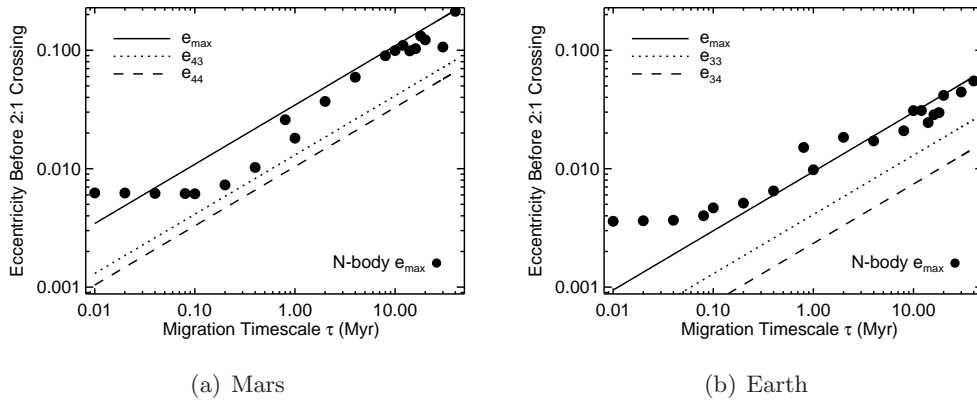 Eccentricity Before 2:1 Crossing
0.100
0.010
0.001
e_max
e_43
e_44
N-body e_max
0.01 0.10 1.00 10.00
Migration Timescale τ (Myr)
(a) Mars
Eccentricity Before 2:1 Crossing
0.100
0.010
0.001
e_max
e_33
e_34
N-body e_max
0.01 0.10 1.00 10.00
Migration Timescale τ (Myr)
(b) Earth